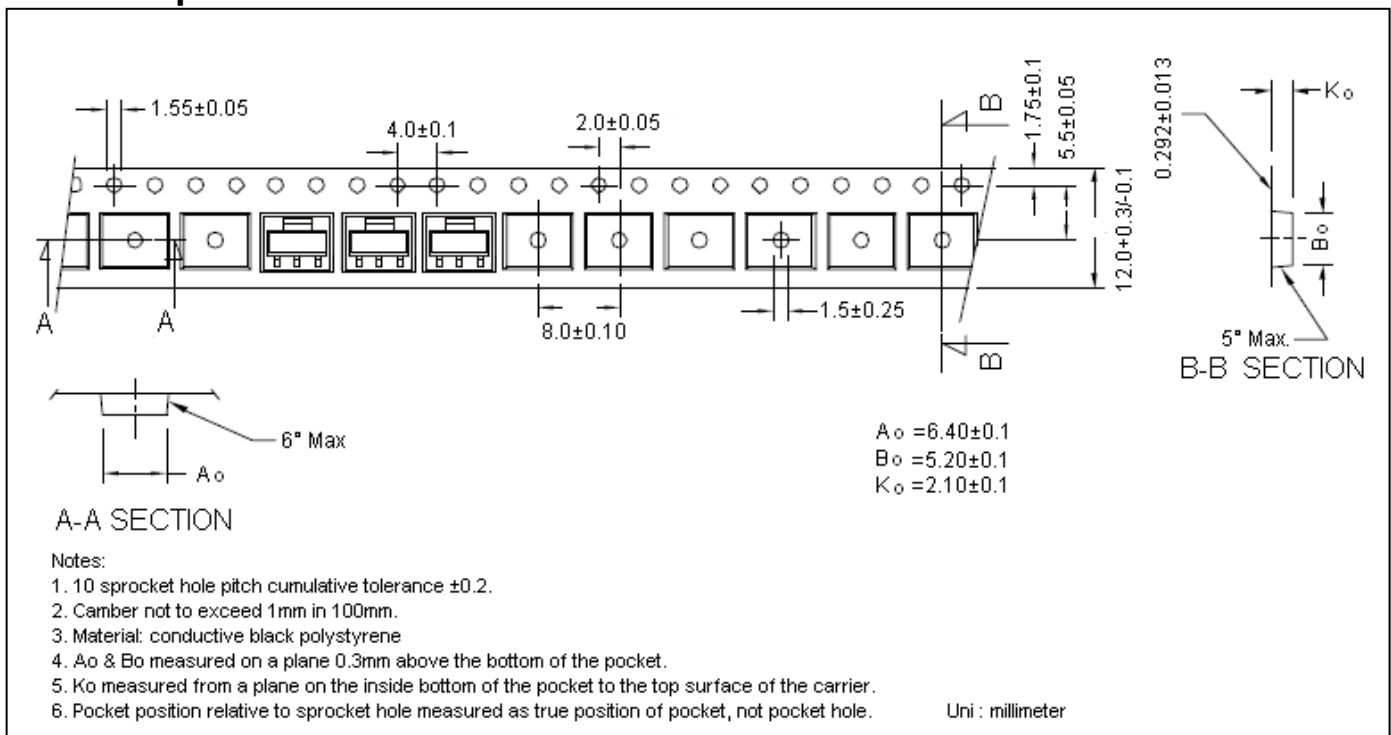 1.55±0.05
4.0±0.1
2.0±0.05
B
1.75±0.1
5.5±0.05
0.292±0.013
Ko
12.0+0.3/-0.1
Bo
A
A
8.0±0.10
1.5±0.25
B
5° Max.
B-B SECTION
6° Max
Ao
A-A SECTION
Ao =6.40±0.1
Bo =5.20±0.1
Ko =2.10±0.1
Notes:
1. 10 sprocket hole pitch cumulative tolerance ±0.2.
2. Camber not to exceed 1mm in 100mm.
3. Material: conductive black polystyrene
4. Ao & Bo measured on a plane 0.3mm above the bottom of the pocket.
5. Ko measured from a plane on the inside bottom of the pocket to the top surface of the carrier.
6. Pocket position relative to sprocket hole measured as true position of pocket, not pocket hole.
Uni : millimeter